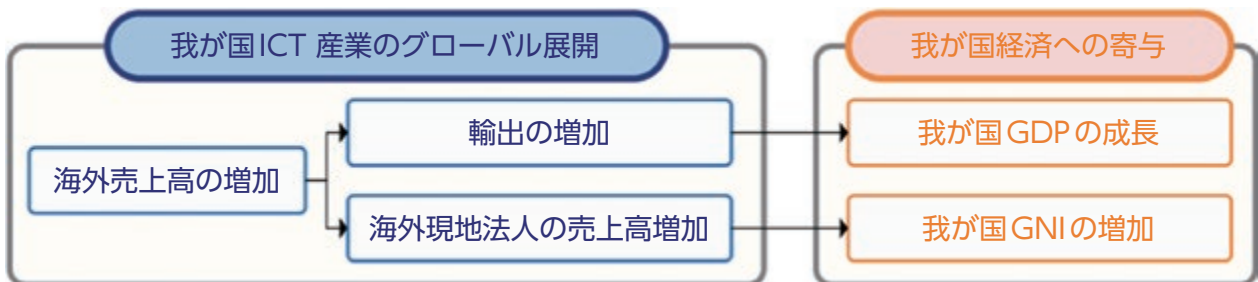 我が国ICT 産業のグローバル展開
我が国経済への寄与
海外売上高の増加
輸出の増加
我が国GDPの成長
海外現地法人の売上高増加
我が国GNIの増加